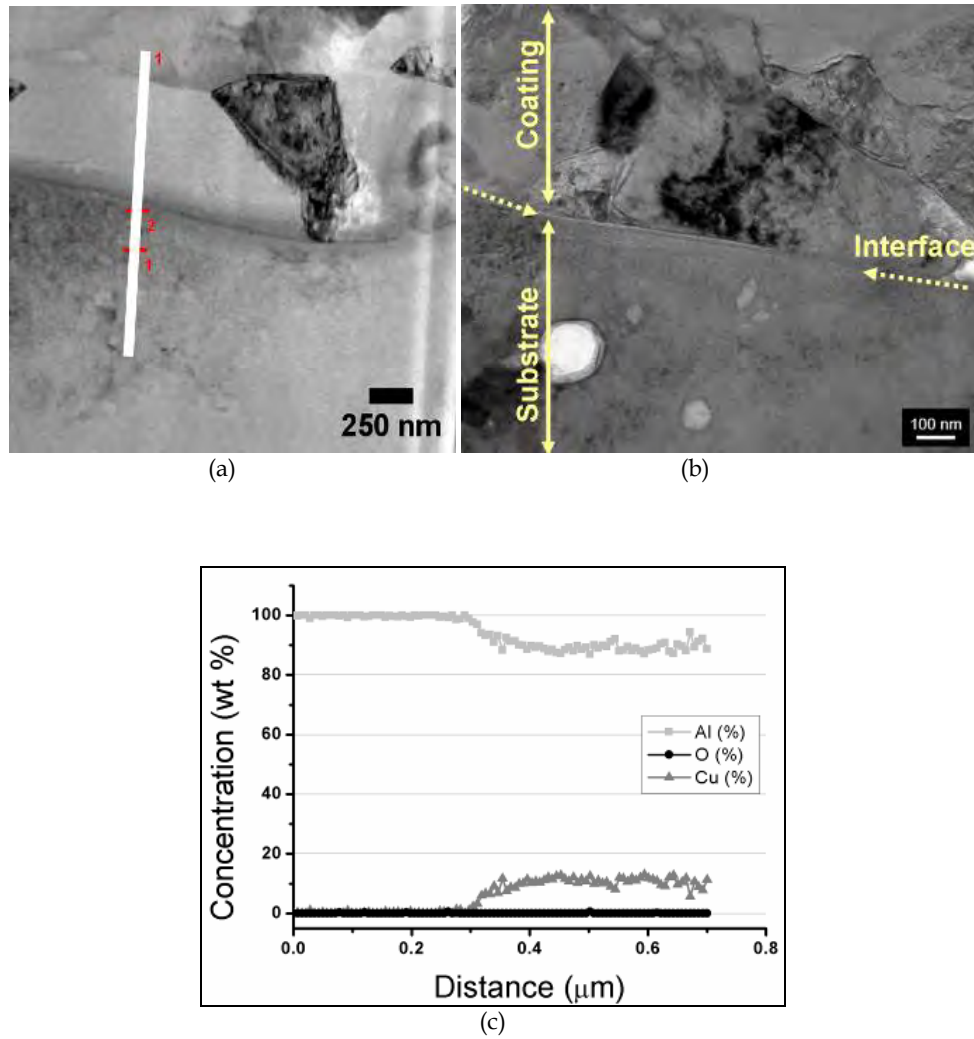 1
2
1
250 nm
(a)
Coating
Interface
Substrate
100 nm
(b)
Concentration (wt %)
100
80
60
40
20
0
Al (%)
O (%)
Cu (%)
0.0 0.2 0.4 0.6 0.8
Distance (μm)
(c)